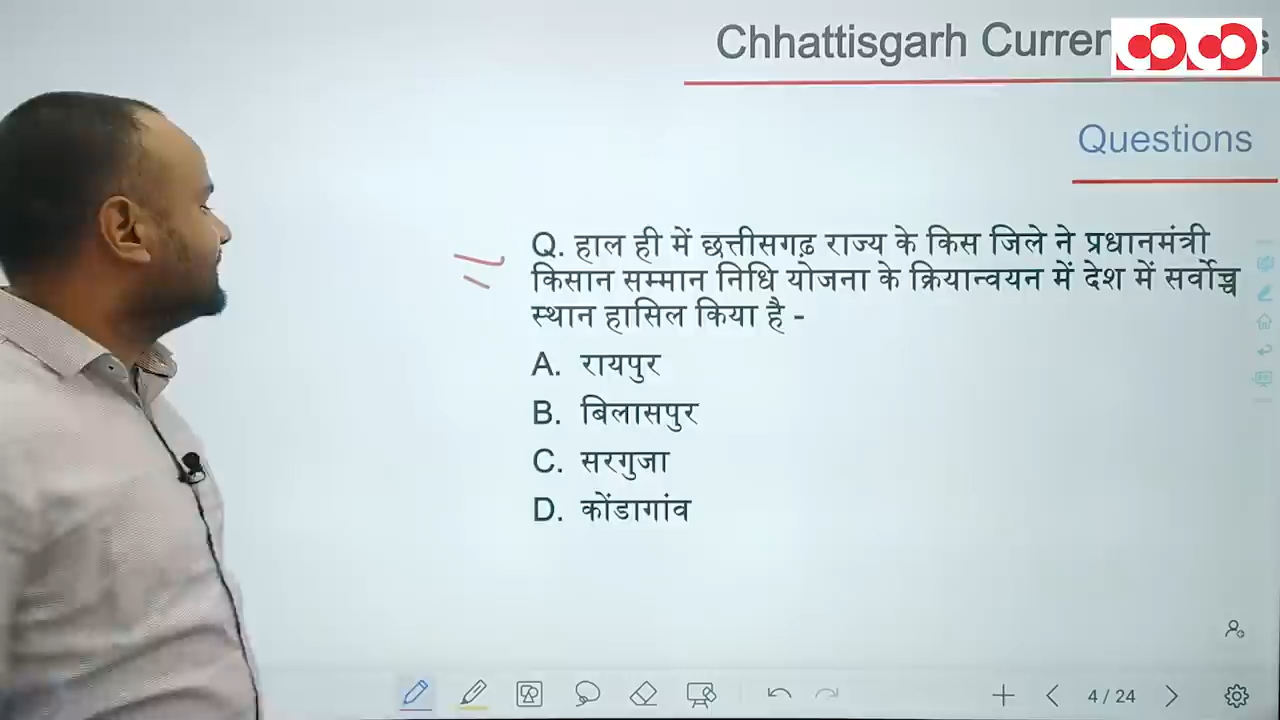 Chhattisgarh Curren
Questions
Q. हाल ही में छत्तीसगढ़ राज्य के किस जिले ने प्रधानमंत्री
किसान सम्मान निधि योजना के क्रियान्वयन में देश में सर्वोच्च
स्थान हासिल किया है -
A. रायपुर
B. बिलासपुर
C. सरगुजा
D. कोंडागांव
4 / 24